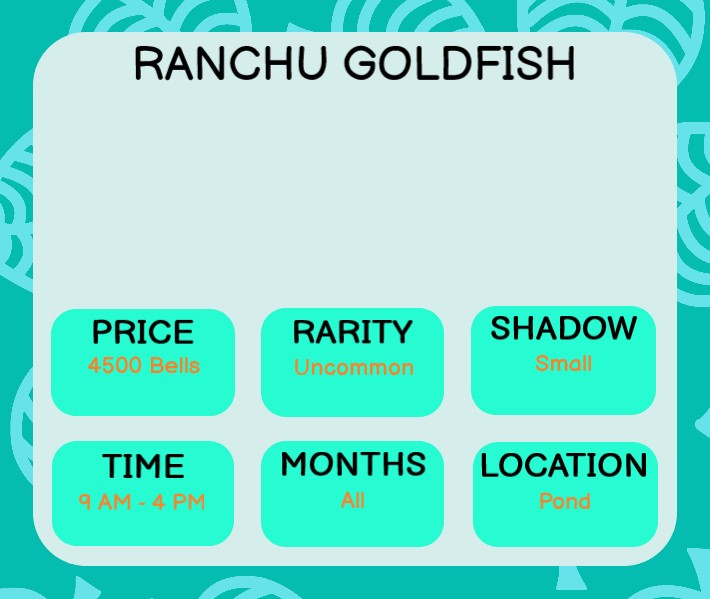 RANCHU GOLDFISH
PRICE
4500 Bells
RARITY
Uncommon
SHADOW
Small
TIME
9 AM - 4 PM
MONTHS
All
LOCATION
Pond